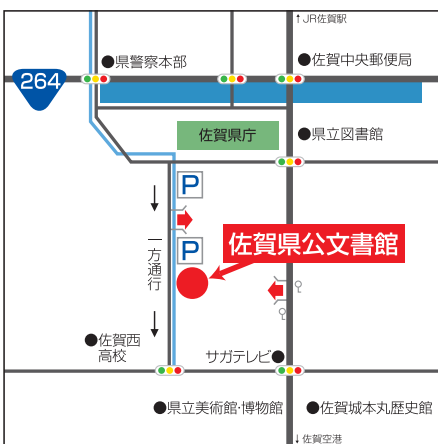 ↑JR佐賀駅
●県警察本部
●佐賀中央郵便局
264
佐賀県庁
●県立図書館
P
佐賀県公文書館
P
一方通行
●佐賀西
高校
サガテレビ●
●県立美術館・博物館
●佐賀城本丸歴史館
↓佐賀空港